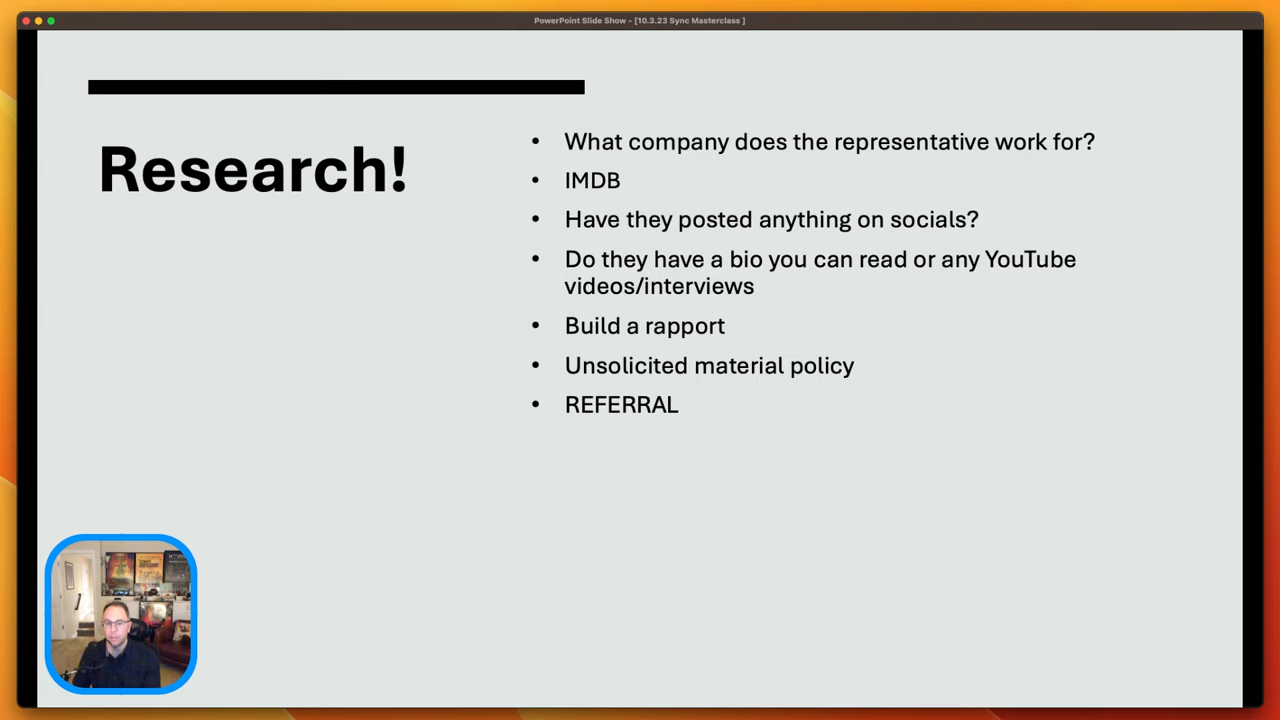 PowerPoint Slide Show - [10.3.23 Sync Masterclass ]
Research!
• What company does the representative work for?
• IMDB
• Have they posted anything on socials?
• Do they have a bio you can read or any YouTube
videos/interviews
• Build a rapport
• Unsolicited material policy
• REFERRAL